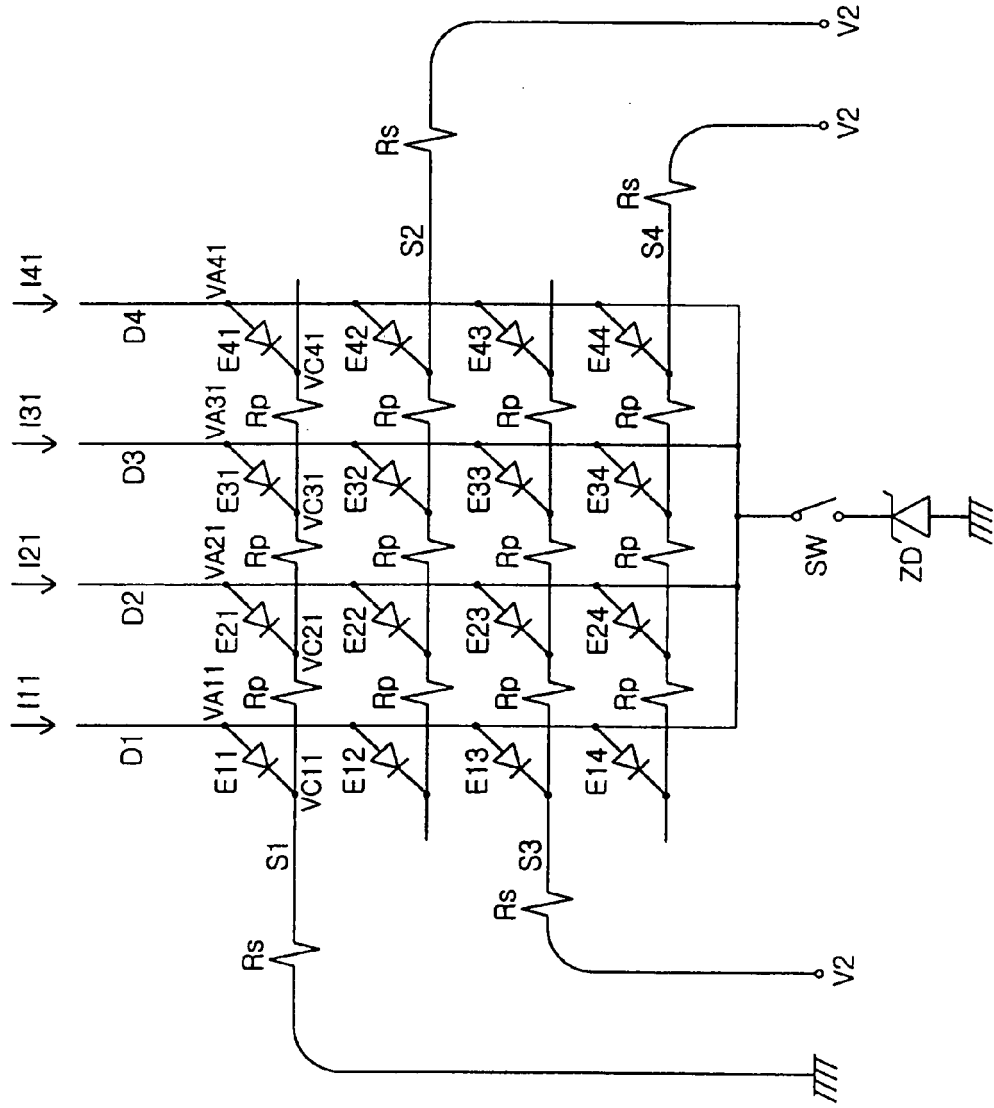 I11 I21 I31 I41
D1 D2 D3 D4
VA11 VA21 VA31 VA41
E11 E21 E31 E41
S1 Rs Rp Rp Rp
VC11 VC21 VC31 VC41
E12 E22 E32 E42
Rp Rp Rp S2 Rs
E13 E23 E33 E43
S3 Rs Rp Rp Rp
E14 E24 E34 E44
Rp Rp Rp S4 Rs
SW
ZD
V2 V2 V2